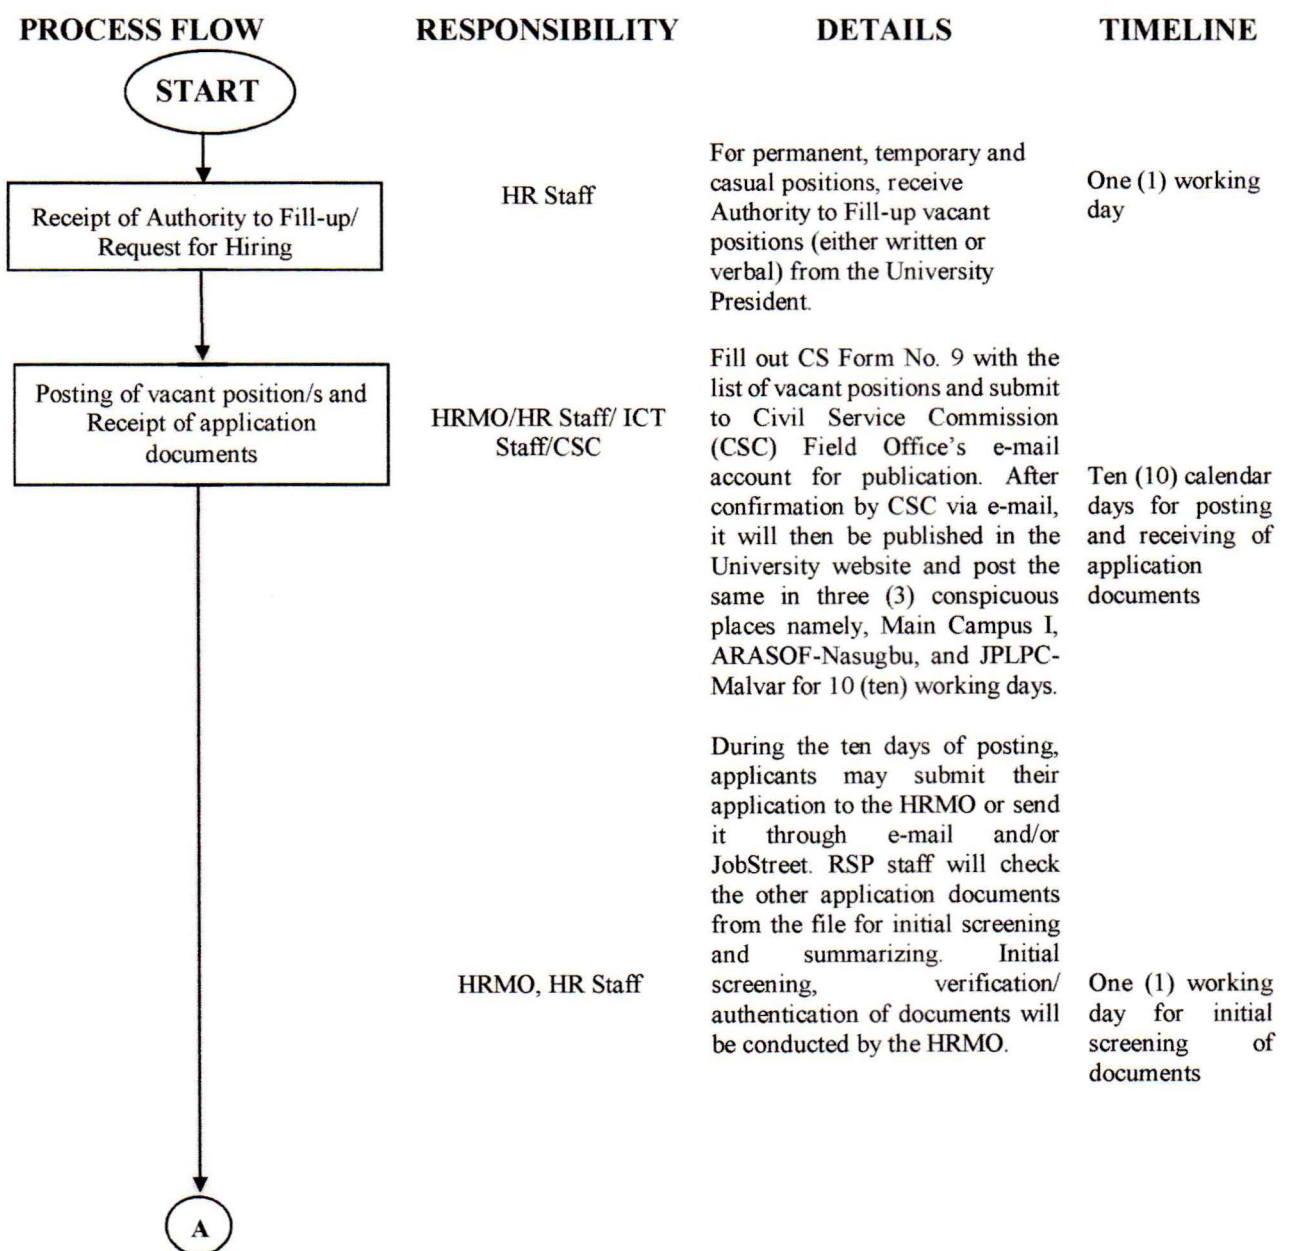 PROCESS FLOW RESPONSIBILITY DETAILS TIMELINE
START
Receipt of Authority to Fill-up/
Request for Hiring
HR Staff
For permanent, temporary and
casual positions, receive
Authority to Fill-up vacant
positions (either written or
verbal) from the University
President.
One (1) working
day
Posting of vacant position/s and
Receipt of application
documents
HRMO/HR Staff/ ICT
Staff/CSC
Fill out CS Form No. 9 with the
list of vacant positions and submit
to Civil Service Commission
(CSC) Field Office's e-mail
account for publication. After
confirmation by CSC via e-mail,
it will then be published in the
University website and post the
same in three (3) conspicuous
places namely, Main Campus I,
ARASOF-Nasugbu, and JPLPC-
Malvar for 10 (ten) working days.
Ten (10) calendar
days for posting
and receiving of
application
documents
During the ten days of posting,
applicants may submit their
application to the HRMO or send
it through e-mail and/or
JobStreet. RSP staff will check
the other application documents
from the file for initial screening
and summarizing. Initial
screening, verification/
authentication of documents will
be conducted by the HRMO.
HRMO, HR Staff
One (1) working
day for initial
screening of
documents
A